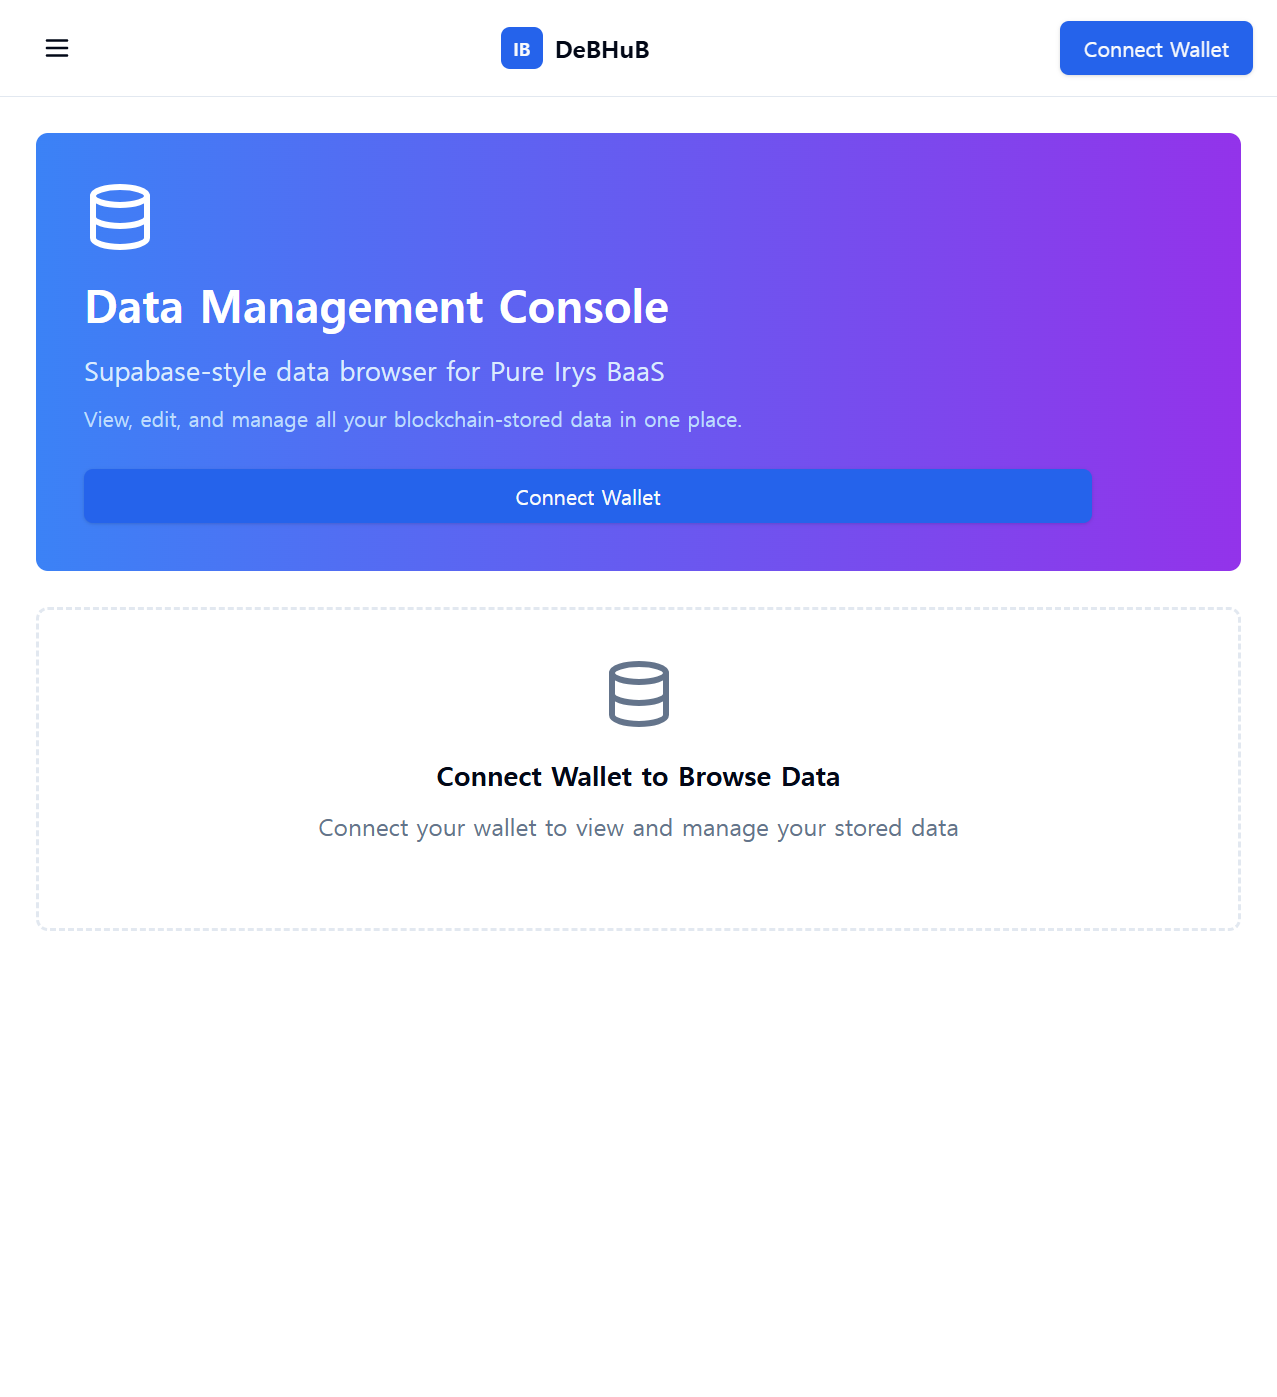 IB
DeBHuB
Connect Wallet
Data Management Console
Supabase-style data browser for Pure Irys BaaS
View, edit, and manage all your blockchain-stored data in one place.
Connect Wallet
Connect Wallet to Browse Data
Connect your wallet to view and manage your stored data